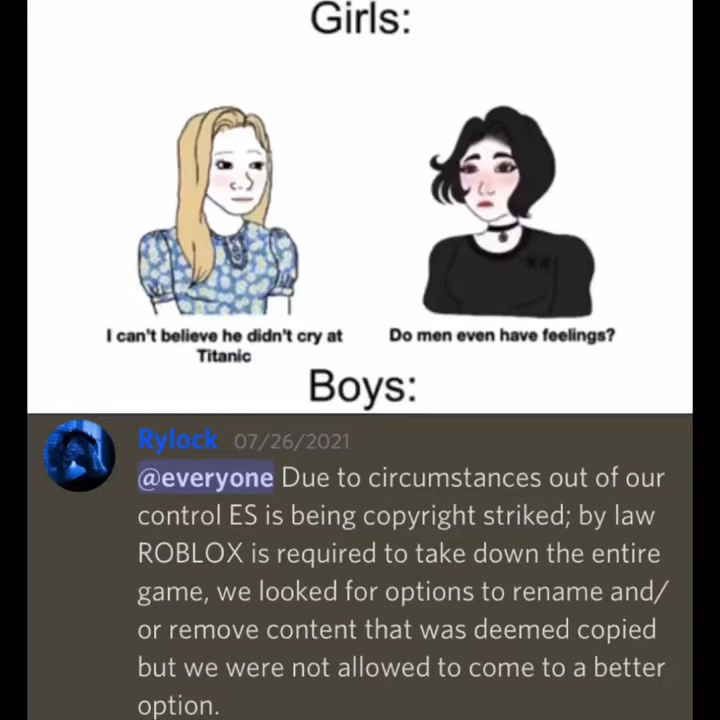 Girls:
I can't believe he didn't cry at
Titanic
Do men even have feelings?
Boys:
Rylock 07/26/2021
@everyone Due to circumstances out of our
control ES is being copyright striked; by law
ROBLOX is required to take down the entire
game, we looked for options to rename and/
or remove content that was deemed copied
but we were not allowed to come to a better
option.